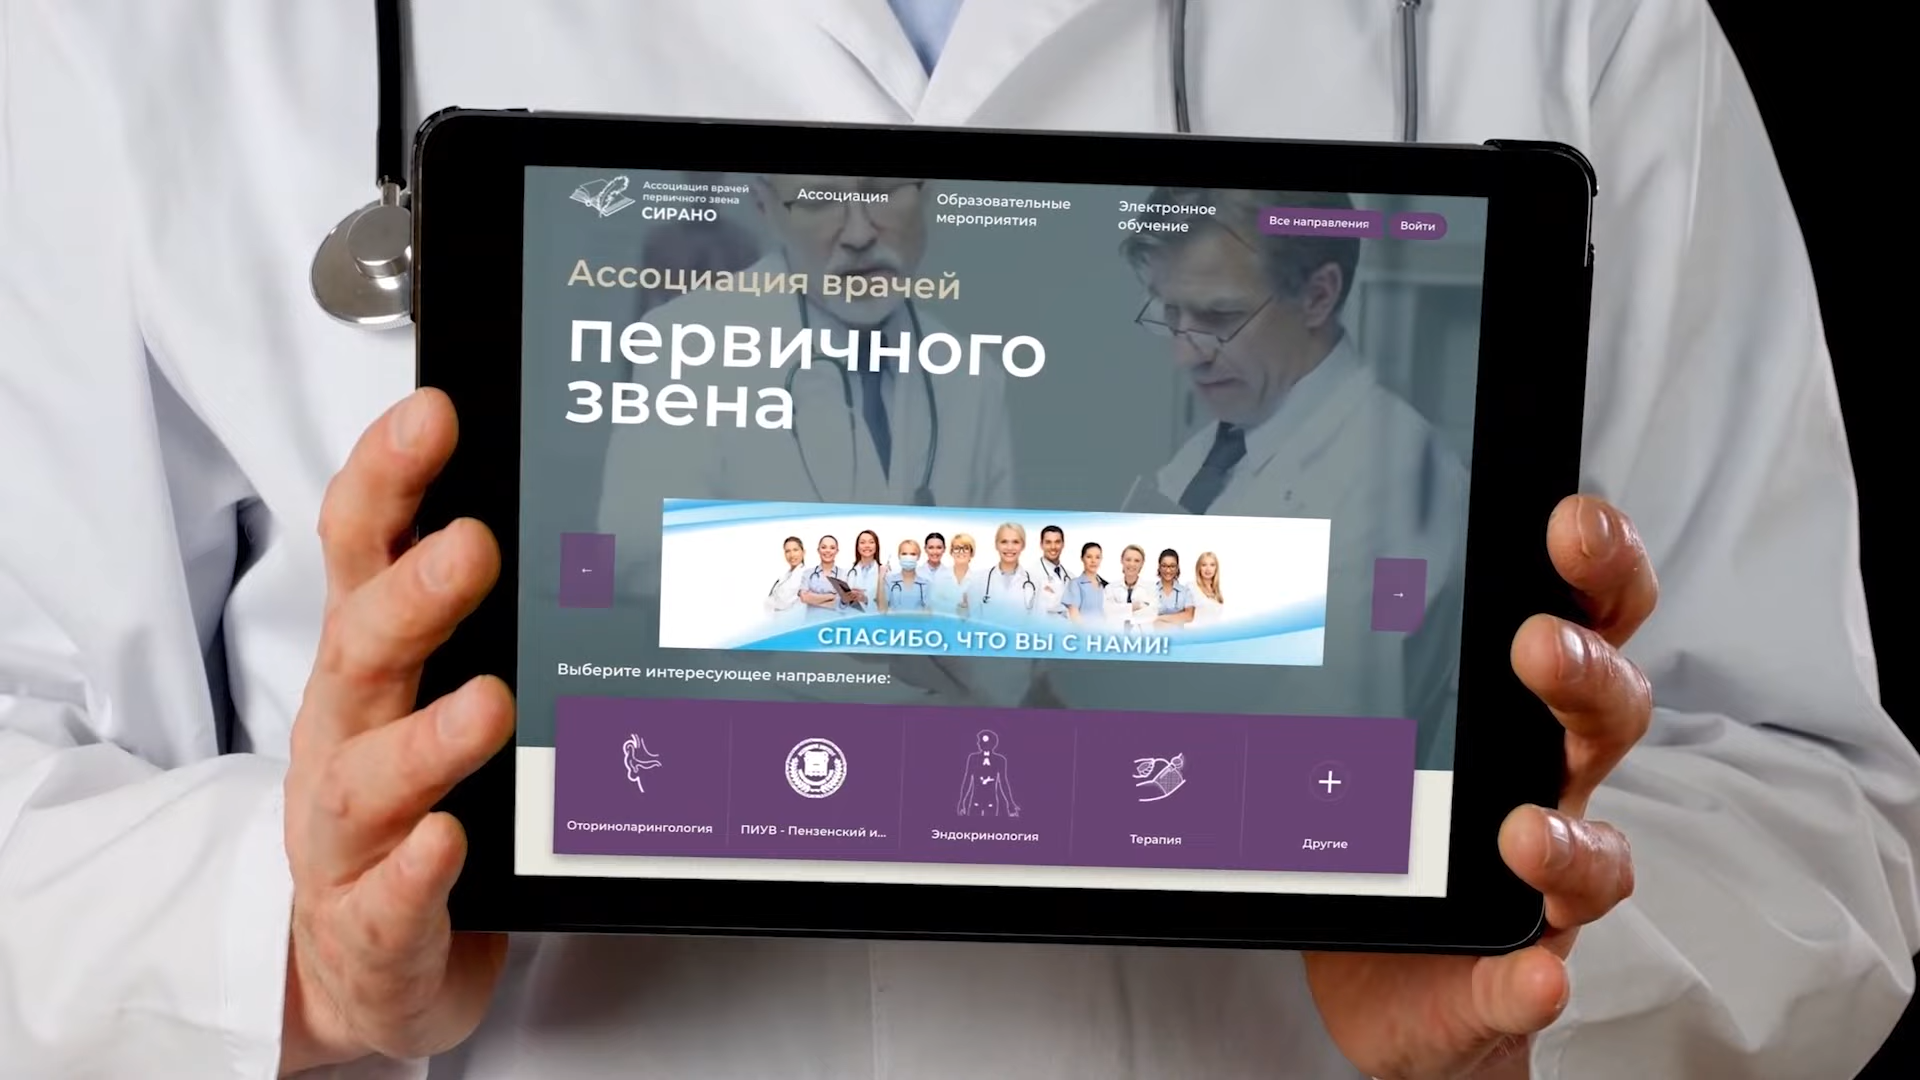 Ассоциация врачей
первичного звена
СИРАНО
Ассоциация
Образовательные
мероприятия
Электронное
обучение
Все направления
Войти
Ассоциация врачей
первичного
звена
←
→
СПАСИБО, ЧТО ВЫ С НАМИ!
Выберите интересующее направление:
Оториноларингология
ПИУВ - Пензенский и...
Эндокринология
Терапия
Другие